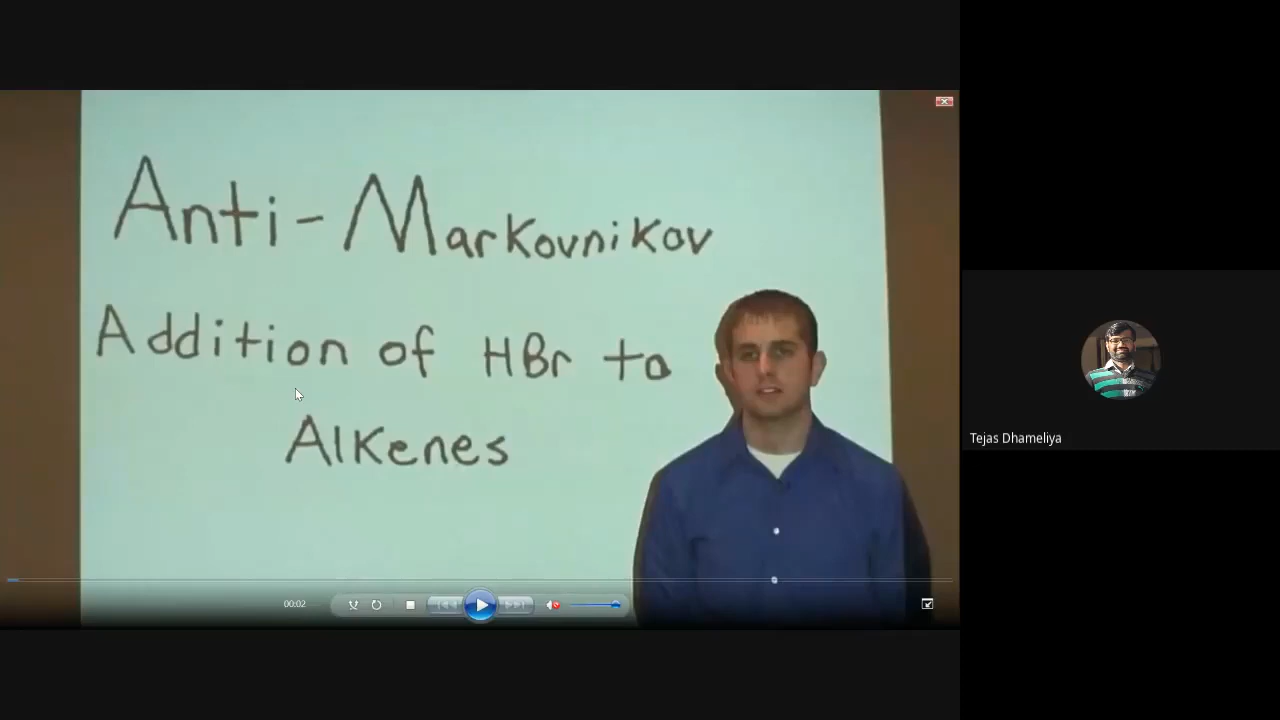 Anti-Markovnikov
Addition of HBr to
Alkenes
Tejas Dhameliya
00:02